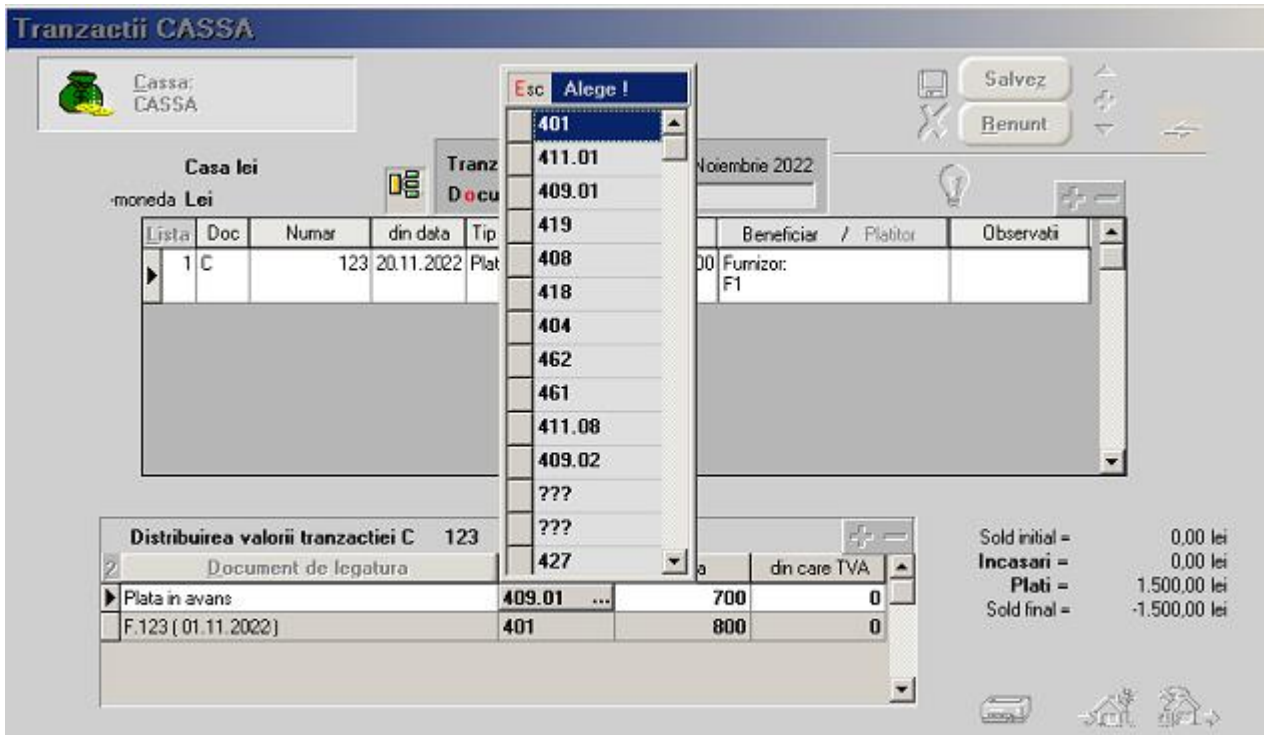 Tranzactii CASSA
Cassa:
CASSA
Esc Alege !
Salvez
Renunt
401
411.01
409.01
419
408
418
404
462
461
411.08
409.02
???
???
427
Casa lei
-moneda Lei
Tranz
Noiembrie 2022
Docu
Lista Doc Numar din data Tip Beneficiar / Platitor Observatii
1 C 123 20.11.2022 Plat 00 Furnizor:
F1
Distribuirea valorii tranzactiei C 123
2 Document de legatura a din care TVA
Plata in avans 409.01 ... 700 0
F.123 ( 01.11.2022 ) 401 800 0
Sold initial = 0,00 lei
Incasari = 0,00 lei
Plati = 1.500,00 lei
Sold final = -1.500,00 lei